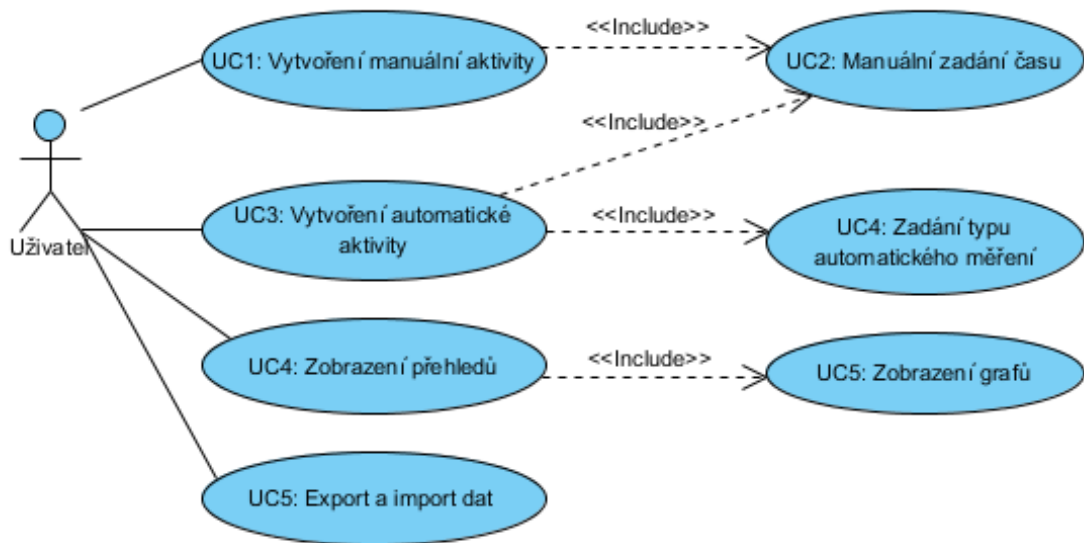 UC1: Vytvoření manuální aktivity
<<Include>>
UC2: Manuální zadání času
<<Include>>
Uživatel
UC3: Vytvoření automatické
aktivity
<<Include>>
UC4: Zadání typu
automatického měření
UC4: Zobrazení přehledů
<<Include>>
UC5: Zobrazení grafů
UC5: Export a import dat